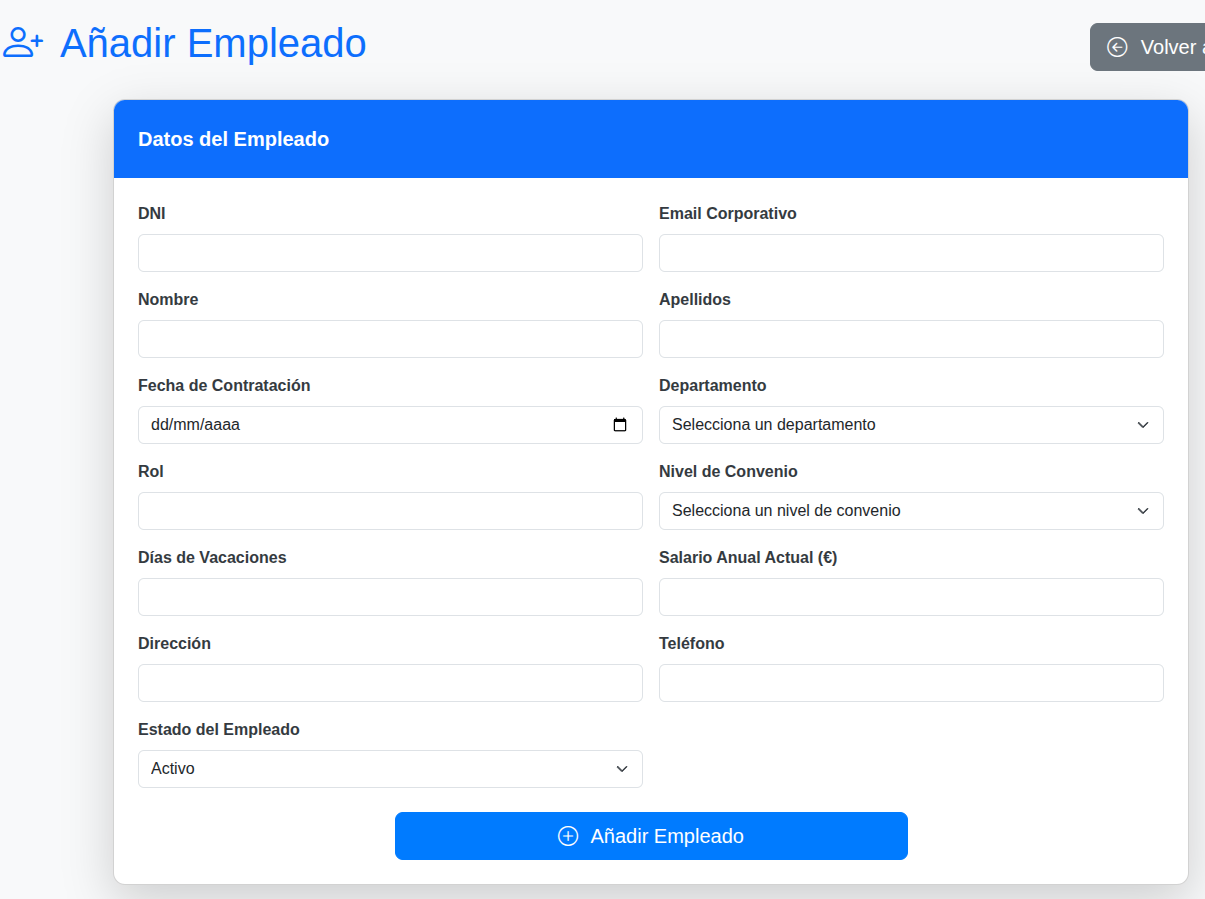 Añadir Empleado
Volver
Datos del Empleado
DNI
Email Corporativo
Nombre
Apellidos
Fecha de Contratación
Departamento
dd/mm/aaaa
Selecciona un departamento
Rol
Nivel de Convenio
Selecciona un nivel de convenio
Días de Vacaciones
Salario Anual Actual (€)
Dirección
Teléfono
Estado del Empleado
Activo
Añadir Empleado